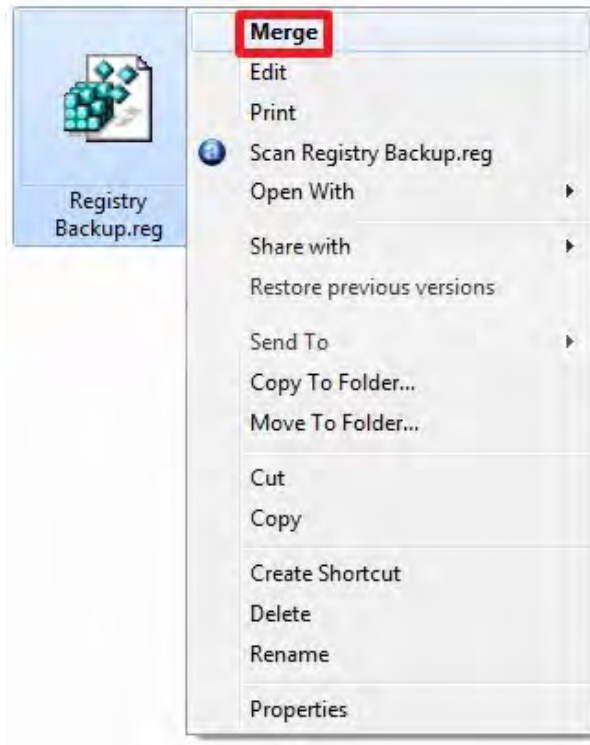 Merge
Edit
Print
Scan Registry Backup.reg
Open With
Registry
Backup.reg
Share with
Restore previous versions
Send To
Copy To Folder...
Move To Folder...
Cut
Copy
Create Shortcut
Delete
Rename
Properties